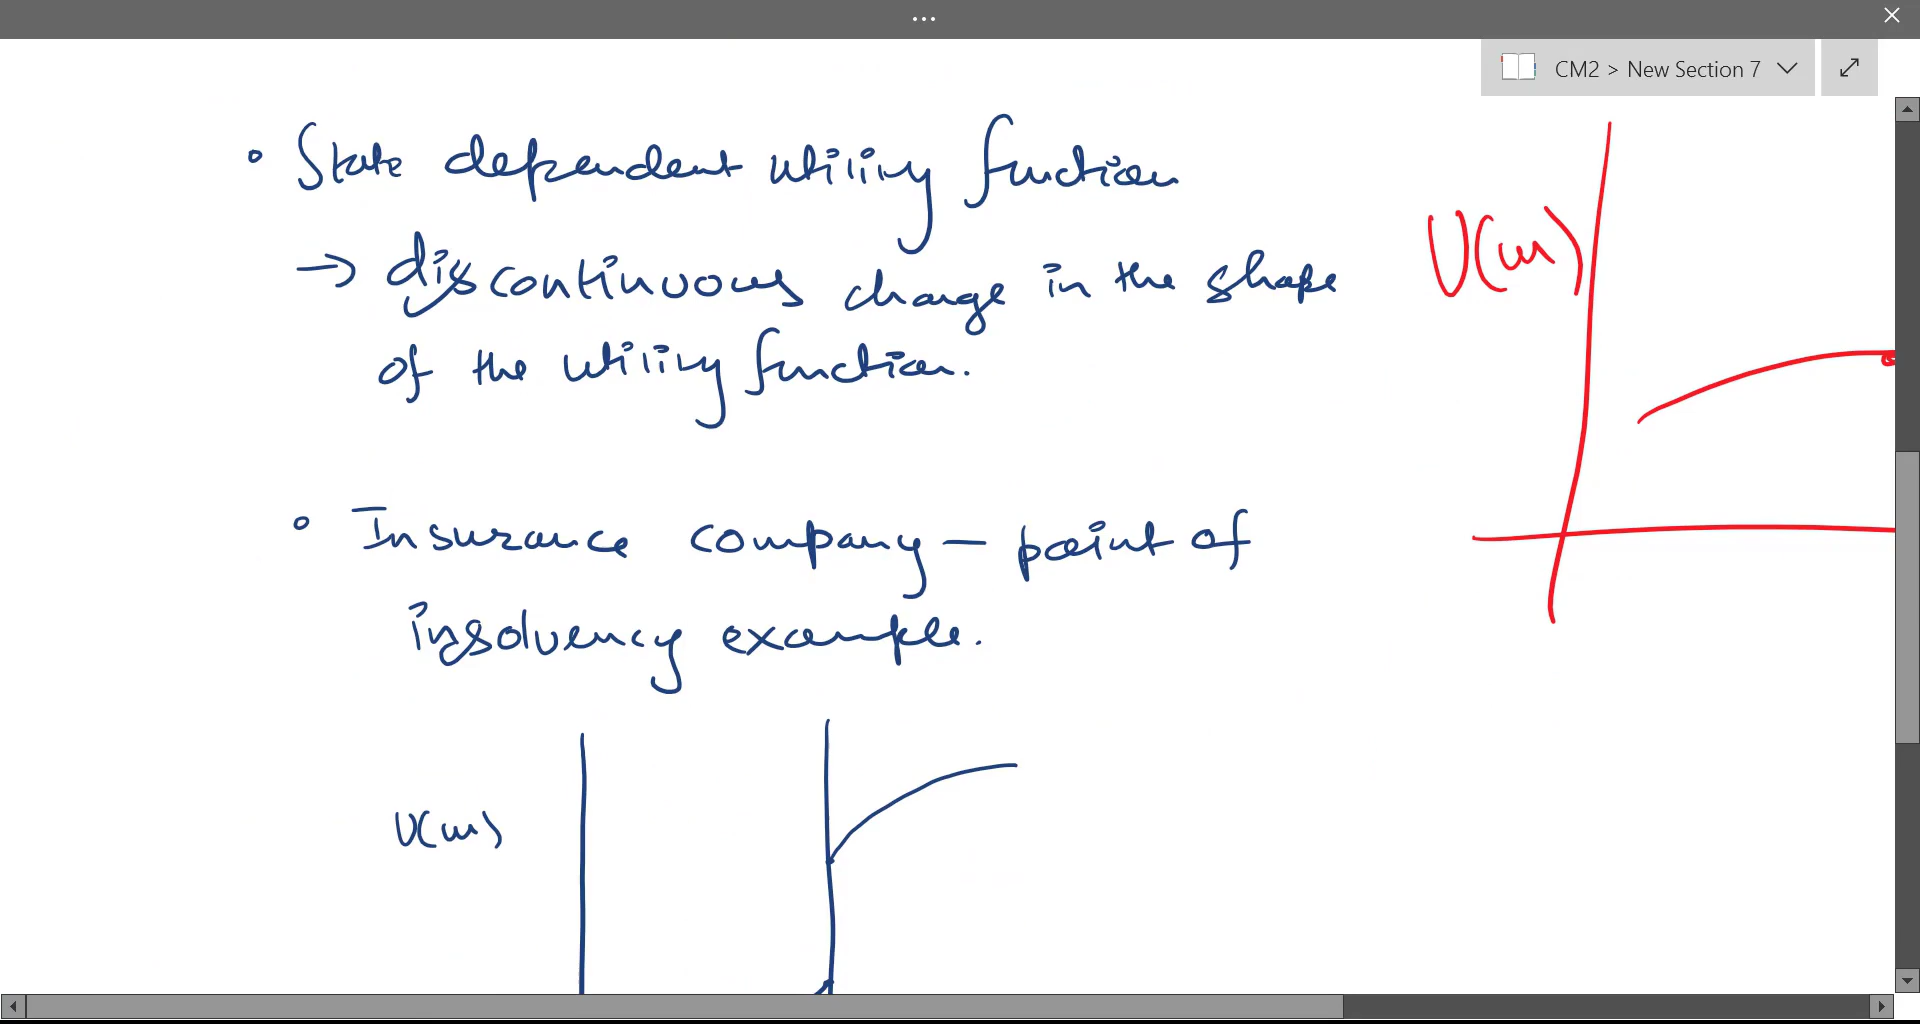 ...
CM2 > New Section 7
• State dependent utility function
→ discontinuous change in the shape
of the utility function.
U(w)
• Insurance company — point of
insolvency example.
U(w)